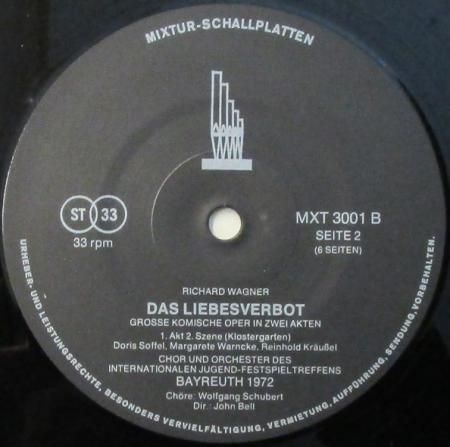 MIXTUR-SCHALLPLATTEN
ST 33
33 rpm
MXT 3001 B
SEITE 2
(6 SEITEN)
RICHARD WAGNER
DAS LIEBESVERBOT
GROSSE KOMISCHE OPER IN ZWEI AKTEN
1. Akt 2. Szene (Klostergarten)
Doris Soffel, Margarete Warncke, Reinhold Kräußel
CHOR UND ORCHESTER DES
INTERNATIONALEN JUGEND-FESTSPIELTREFFENS
BAYREUTH 1972
Chöre: Wolfgang Schubert
Dir.: John Bell
URHEBER- UND LEISTUNGSRECHTE, BESONDERS VERVIELFÄLTIGUNG, VERMIETUNG, AUFFÜHRUNG, SENDUNG, VORBEHALTEN.